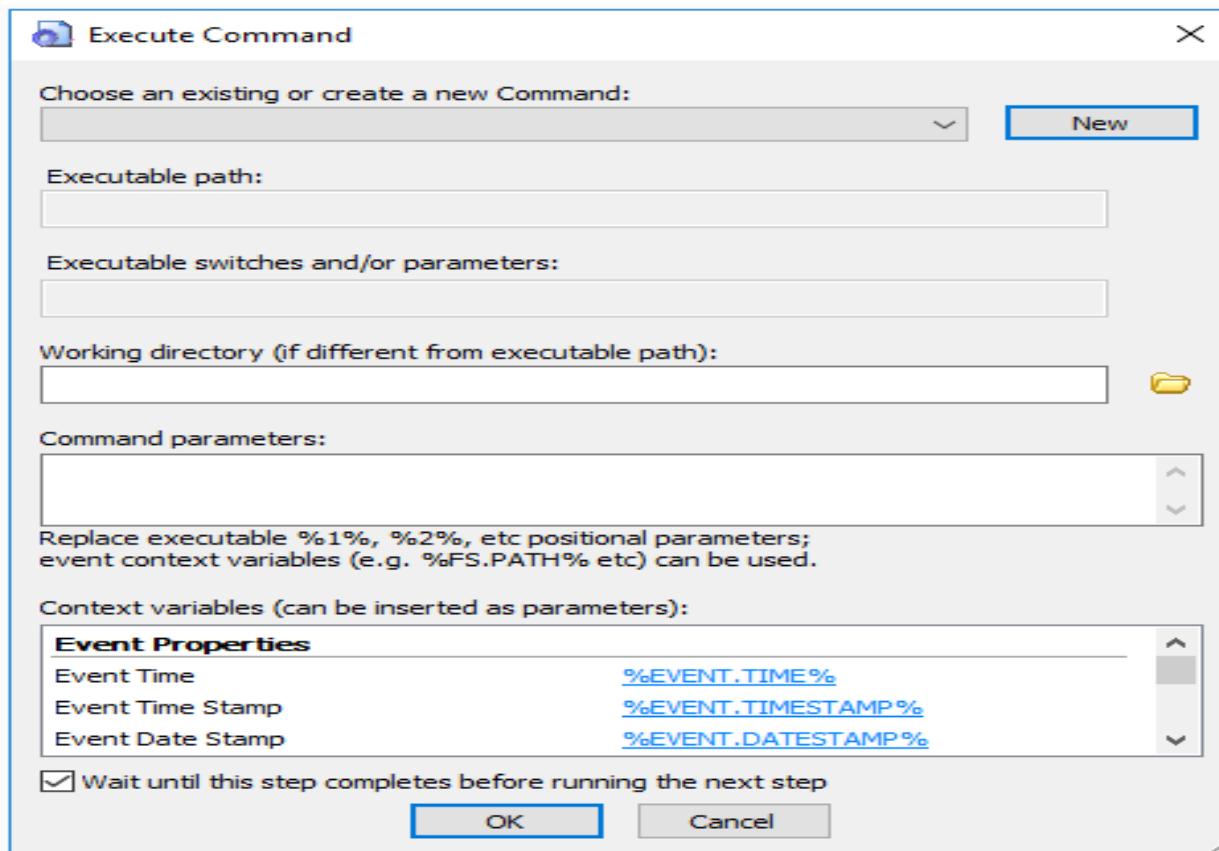 Execute Command
Choose an existing or create a new Command:
New
Executable path:
Executable switches and/or parameters:
Working directory (if different from executable path):
Command parameters:
Replace executable %1%, %2%, etc positional parameters;
event context variables (e.g. %FS.PATH% etc) can be used.
Context variables (can be inserted as parameters):
Event Properties
Event Time %EVENT.TIME%
Event Time Stamp %EVENT.TIMESTAMP%
Event Date Stamp %EVENT.DATESTAMP%
Wait until this step completes before running the next step
OK Cancel